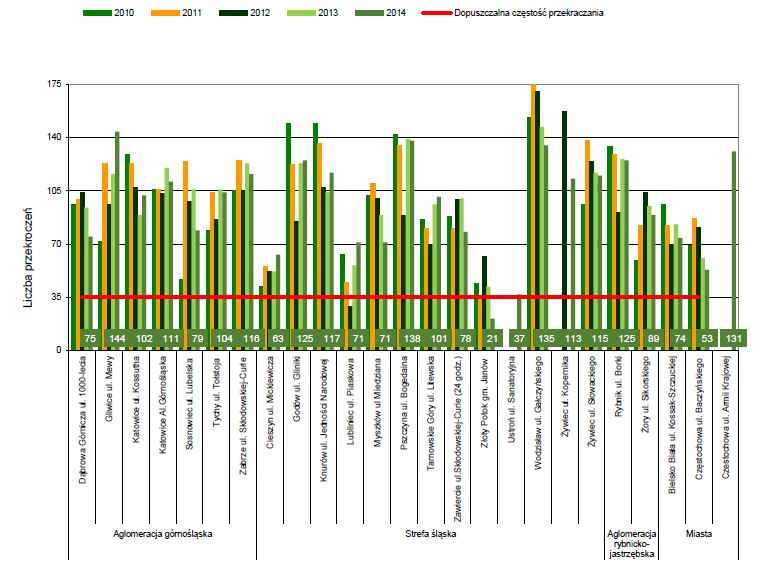 2010 2011 2012 2013 2014 Dopuszczalna częstość przekraczania
Liczba przekroczeń
175
140
105
70
35
0
75 144 102 111 79 104 116 63 125 117 71 71 138 101 78 21 37 135 113 115 125 89 74 53 131
Dąbrowa Górnicza ul. 1000-lecia
Gliwice ul. Mewy
Katowice ul. Kossutha
Katowice Al.Górnośląska
Sosnowiec ul. Lubelska
Tychy ul. Tołstoja
Zabrze ul. Skłodowskiej-Curie
Cieszyn ul. Mickiewicza
Godów ul. Gliniki
Knurów ul. Jedności Narodowej
Lubliniec ul. Piaskowa
Myszków ul Miedziana
Pszczyna ul. Bogedaina
Tarnowskie Góry ul. Litewska
Zawiercie ul.Skłodowskiej-Curie (24 godz.)
Złoty Potok gm. Janów
Ustroń ul. Sanatoryjna
Wodzisław ul. Gałczyńskiego
Żywiec ul. Kopernika
Żywiec ul. Słowackiego
Rybnik ul. Borki
Żory ul. Sikorskiego
Bielsko Biała ul. Kossak-Szczuckiej
Częstochowa ul. Baczyńskiego
Czestochowa ul. Armii Krajowej
Aglomeracja górnośląska
Strefa śląska
Aglomeracja
rybnicko-
jastrzębska
Miasta